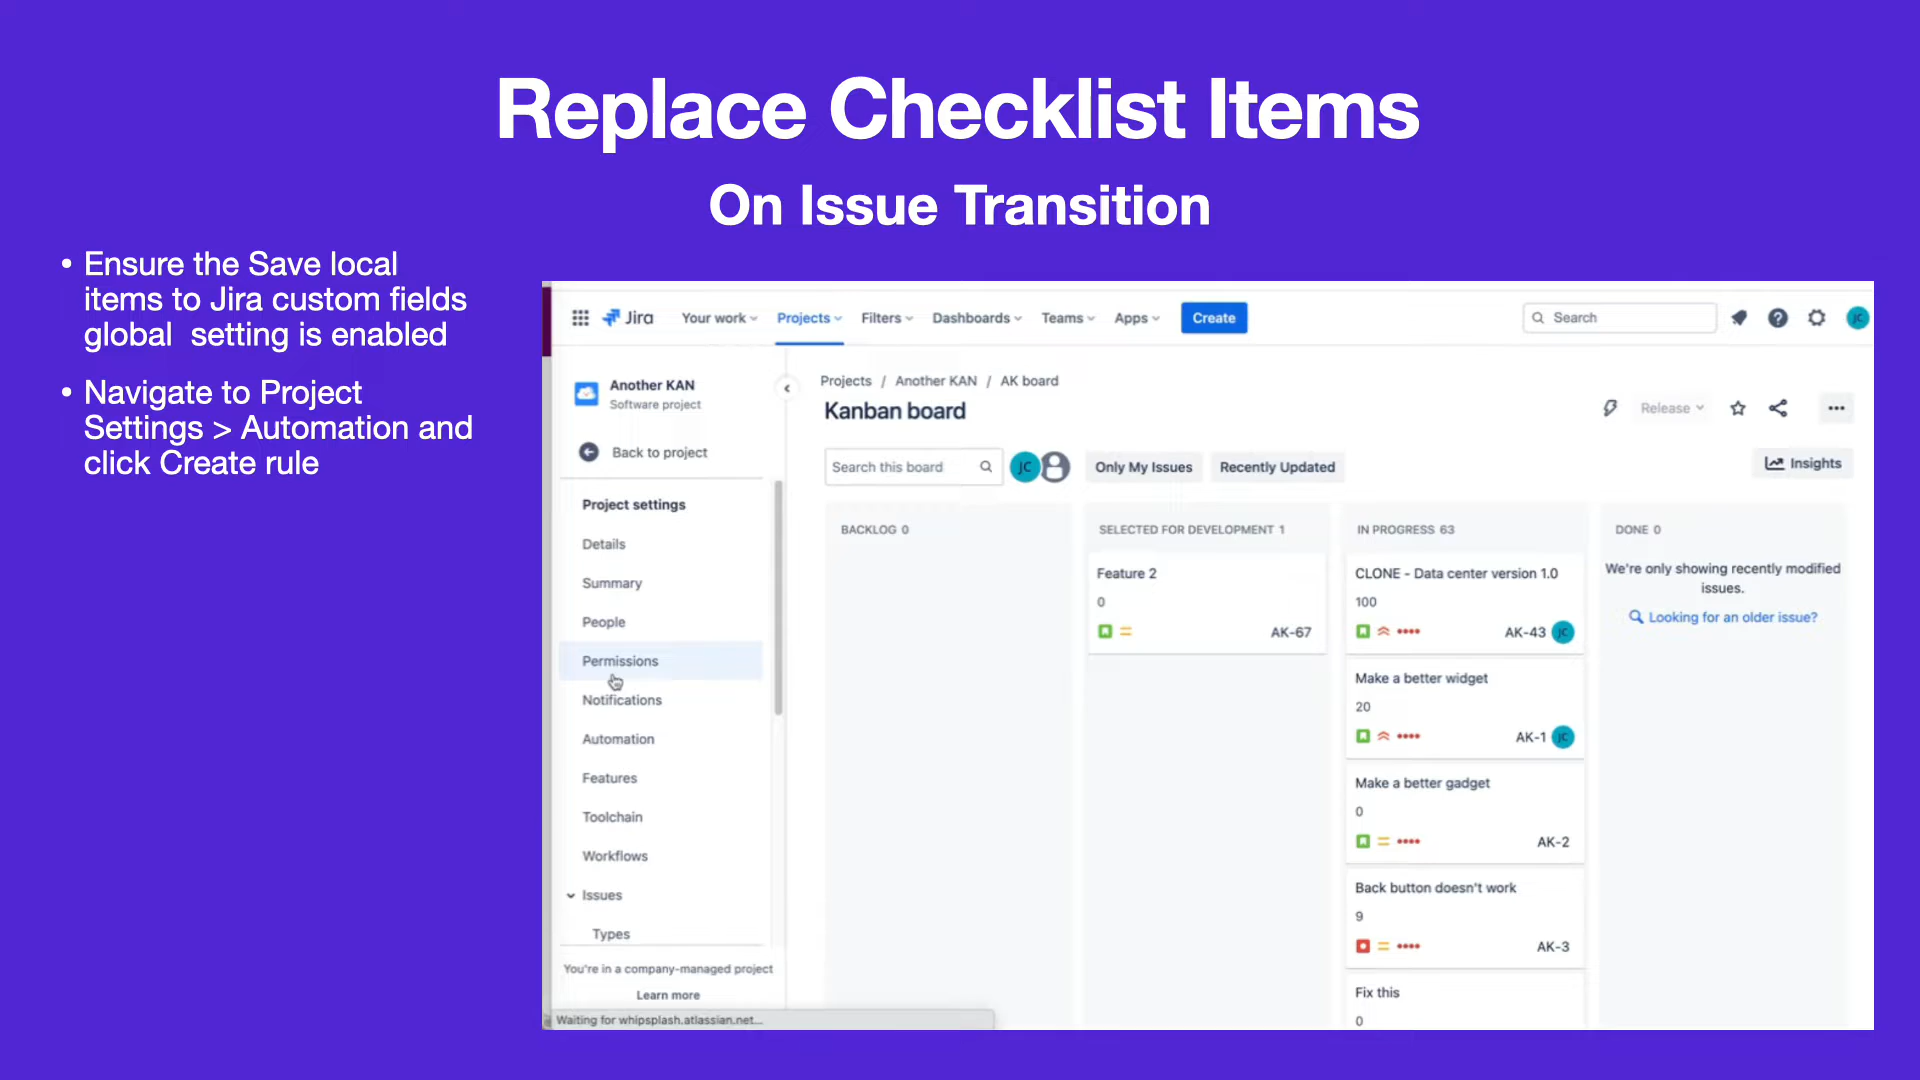 Replace Checklist Items
On Issue Transition
• Ensure the Save local
items to Jira custom fields
global setting is enabled
• Navigate to Project
Settings > Automation and
click Create rule
Jira Your work Projects Filters Dashboards Teams Apps Create Search JC
Another KAN
Software project
Back to project
Project settings
Details
Summary
People
Permissions
Notifications
Automation
Features
Toolchain
Workflows
Issues
Types
You're in a company-managed project
Learn more
Waiting for whipsplash.atlassian.net...
Projects / Another KAN / AK board
Kanban board
Release
Search this board JC Only My Issues Recently Updated Insights
BACKLOG 0
SELECTED FOR DEVELOPMENT 1
Feature 2
0
AK-67
IN PROGRESS 63
CLONE - Data center version 1.0
100
AK-43 JC
Make a better widget
20
AK-1 JC
Make a better gadget
0
AK-2
Back button doesn't work
9
AK-3
Fix this
0
DONE 0
We're only showing recently modified
issues.
Looking for an older issue?